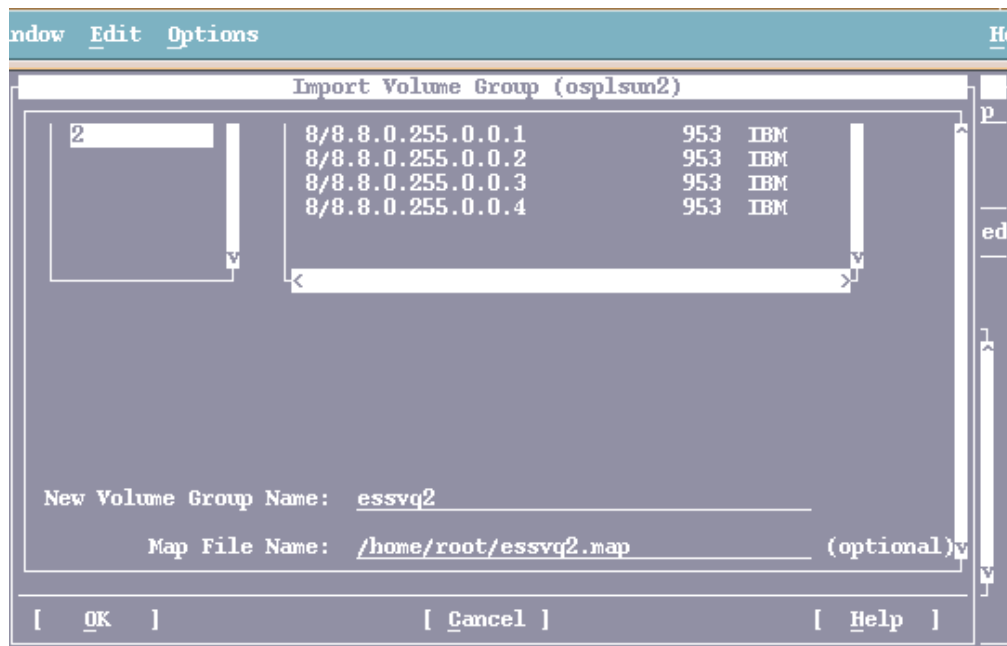 ndow Edit Options H
Import Volume Group (osplsun2)
p
2 8/8.8.0.255.0.0.1 953 IBM
8/8.8.0.255.0.0.2 953 IBM
8/8.8.0.255.0.0.3 953 IBM
8/8.8.0.255.0.0.4 953 IBM
ed
New Volume Group Name: essvq2
Map File Name: /home/root/essvq2.map (optional)
[ OK ] [ Cancel ] [ Help ]